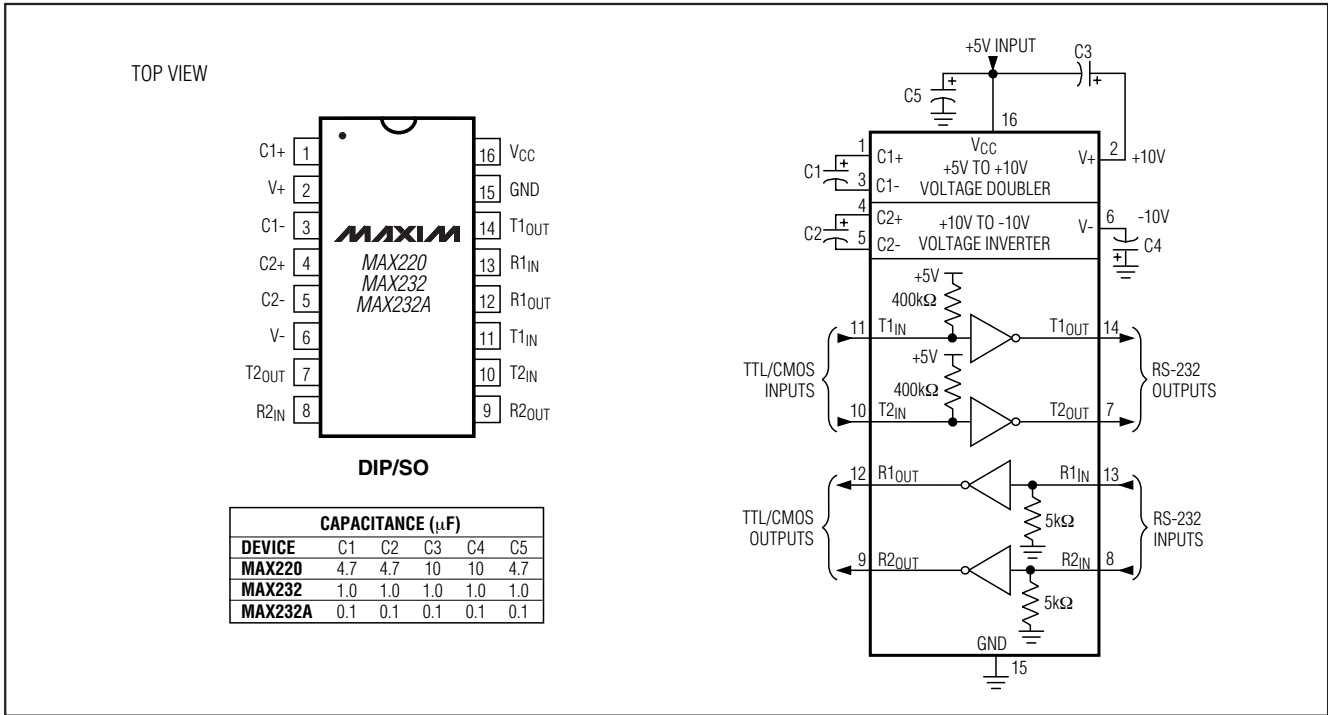 TOP VIEW
C1+ 1
V+ 2
C1- 3
C2+ 4
C2- 5
V- 6
T2OUT 7
R2IN 8
16 VCC
15 GND
14 T1OUT
13 R1IN
12 R1OUT
11 T1IN
10 T2IN
9 R2OUT
MAXIM
MAX220
MAX232
MAX232A
DIP/SO
CAPACITANCE (μF)
DEVICE C1 C2 C3 C4 C5
MAX220 4.7 4.7 10 10 4.7
MAX232 1.0 1.0 1.0 1.0 1.0
MAX232A 0.1 0.1 0.1 0.1 0.1
+5V INPUT
C3
+
C5
+
16
VCC
1
C1+
C1
+
3
C1-
+5V TO +10V
VOLTAGE DOUBLER
V+
2
+10V
4
C2+
C2
+
5
C2-
+10V TO -10V
VOLTAGE INVERTER
V-
6
-10V
C4
+
+5V
400kΩ
11 T1IN
T1OUT 14
+5V
400kΩ
10 T2IN
T2OUT 7
TTL/CMOS
INPUTS
RS-232
OUTPUTS
12 R1OUT
R1IN 13
5kΩ
9 R2OUT
R2IN 8
5kΩ
TTL/CMOS
OUTPUTS
RS-232
INPUTS
GND
15